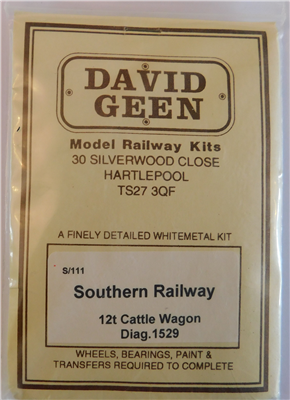 DAVID
GEEN
Model Railway Kits
30 SILVERWOOD CLOSE
HARTLEPOOL
TS27 3QF
A FINELY DETAILED WHITEMETAL KIT
S/111
Southern Railway
12t Cattle Wagon
Diag.1529
WHEELS, BEARINGS, PAINT &
TRANSFERS REQUIRED TO COMPLETE